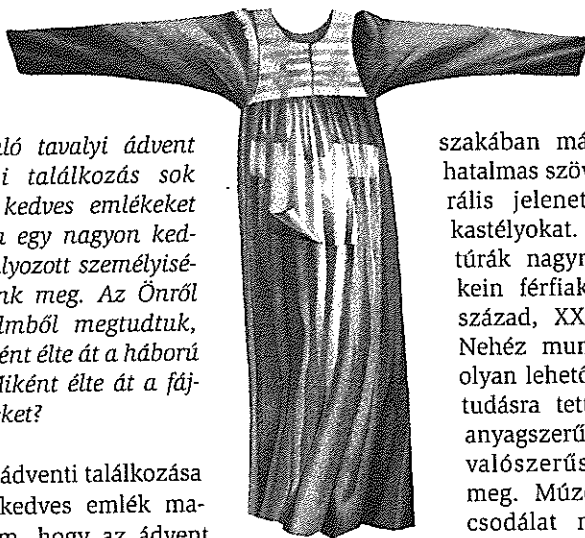 ló tavalyi ádvent
i találkozás sok
kedves emlékeket
egy nagyon ked-
lyozott személyisé-
nk meg. Az Önről
lmből megtudtuk,
ént élte át a háború
Miként élte át a fáj-
ket?
ádventi találkozása
kedves emlék ma-
m, hogy az ádvent
szakában má
hatalmas szöv
rális jelenet
kastélyokat.
túrák nagyr
kein férfiak
század, XX
Nehéz mur
olyan lehető
tudásra tett
anyagszerű
valószerűs
meg. Múze
csodálat n